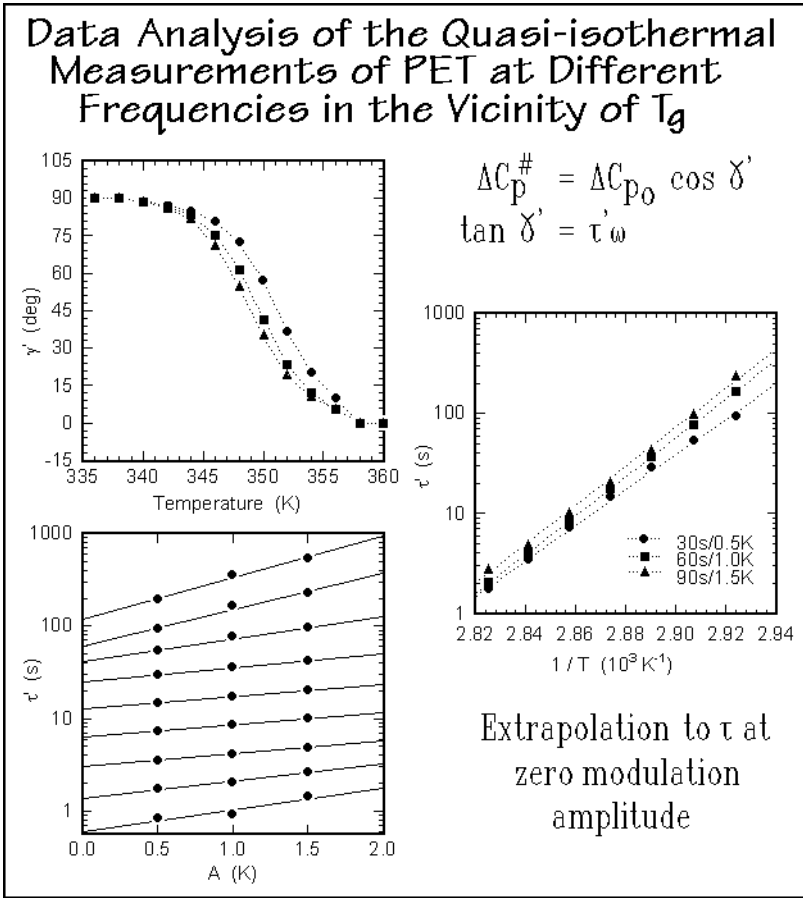 Data Analysis of the Quasi-isothermal
Measurements of PET at Different
Frequencies in the Vicinity of Tg
ΔCp# = ΔCp0 cos γ'
tan γ' = τ'ω
105
90
75
60
45
30
15
0
-15
γ' (deg)
335 340 345 350 355 360
Temperature (K)
1000
100
10
1
τ' (s)
30s/0.5K
60s/1.0K
90s/1.5K
2.82 2.84 2.86 2.88 2.90 2.92 2.94
1/T (10³ K⁻¹)
1000
100
10
1
τ' (s)
0.0 0.5 1.0 1.5 2.0
A (K)
Extrapolation to τ at
zero modulation
amplitude